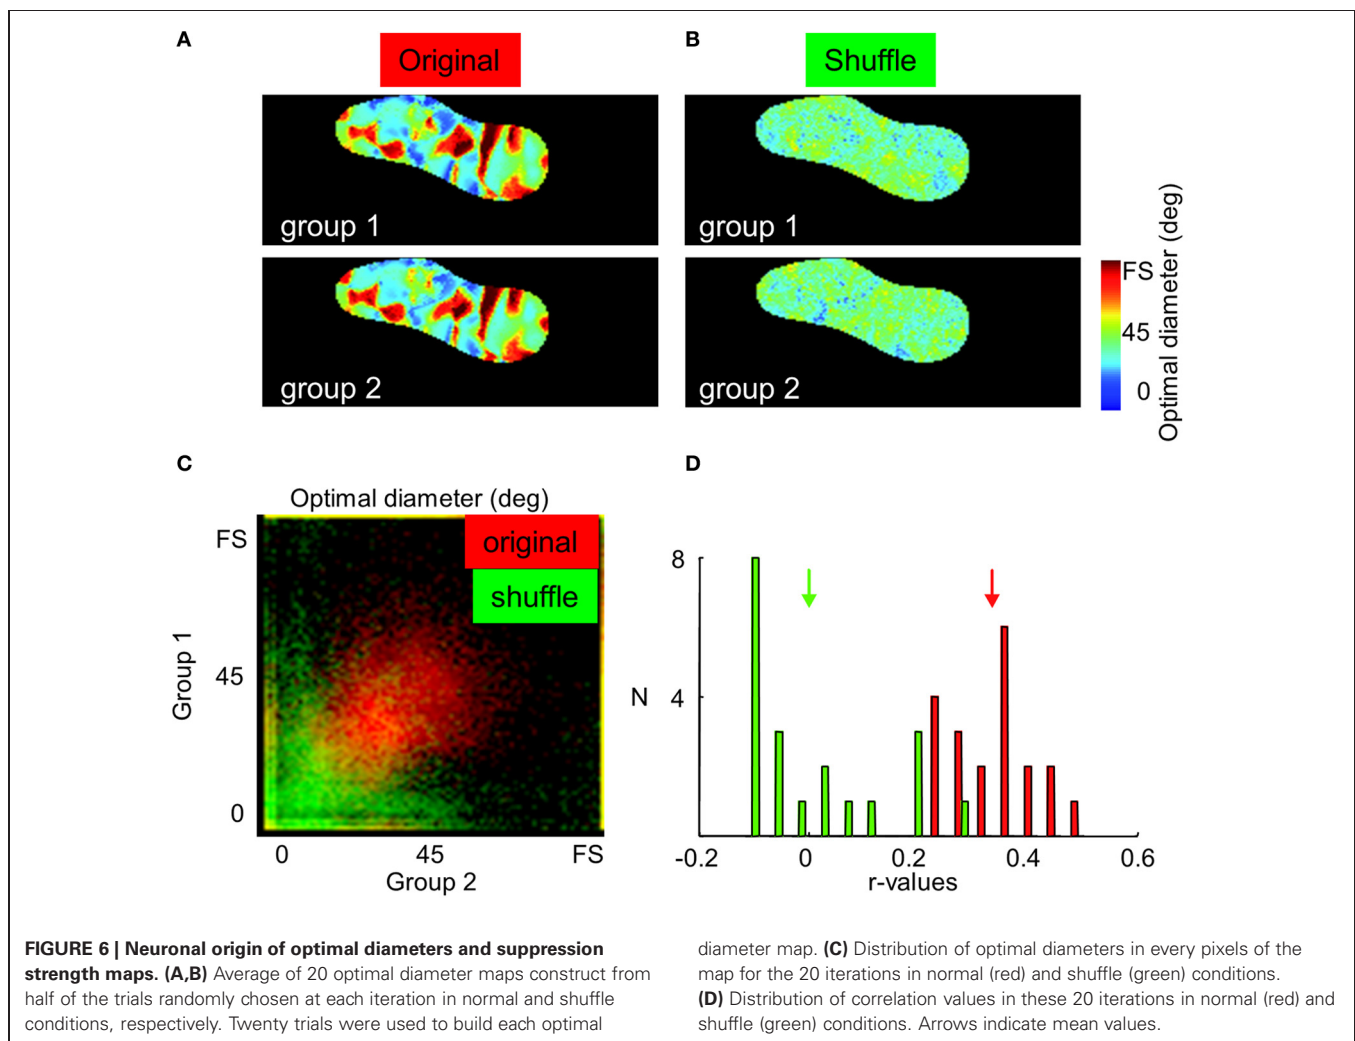 A
Original
B
Shuffle
group 1
group 1
group 2
group 2
FS
45
0
Optimal diameter (deg)
C
Optimal diameter (deg)
FS
45
0
Group 1
original
shuffle
0
45
FS
Group 2
D
8
4
N
-0.2
0
0.2
0.4
0.6
r-values
FIGURE 6 | Neuronal origin of optimal diameters and suppression
strength maps. (A,B) Average of 20 optimal diameter maps construct from
half of the trials randomly chosen at each iteration in normal and shuffle
conditions, respectively. Twenty trials were used to build each optimal
diameter map. (C) Distribution of optimal diameters in every pixels of the
map for the 20 iterations in normal (red) and shuffle (green) conditions.
(D) Distribution of correlation values in these 20 iterations in normal (red) and
shuffle (green) conditions. Arrows indicate mean values.